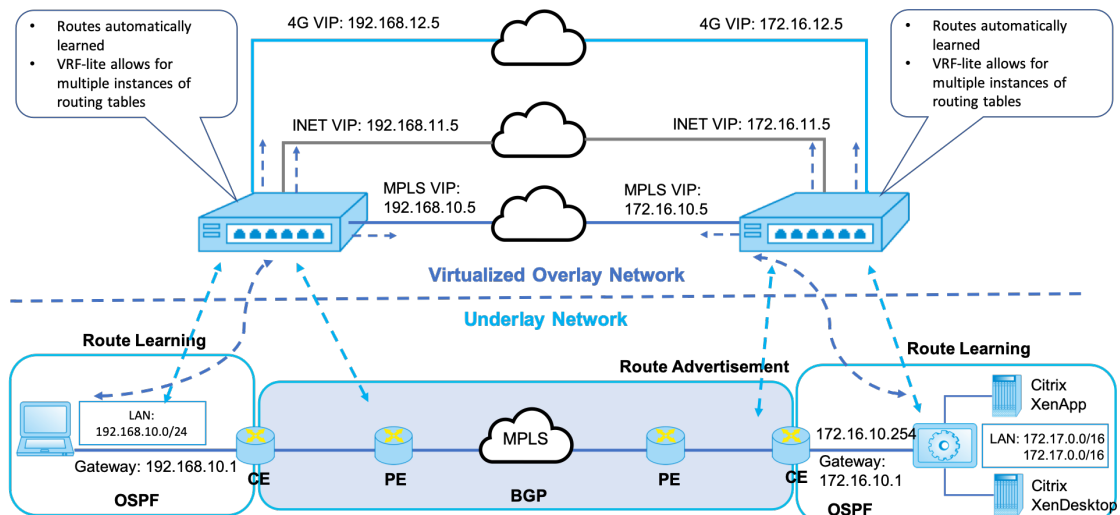 • Routes automatically
learned
• VRF-lite allows for
multiple instances of
routing tables
4G VIP: 192.168.12.5
4G VIP: 172.16.12.5
• Routes automatically
learned
• VRF-lite allows for
multiple instances of
routing tables
INET VIP: 192.168.11.5
INET VIP: 172.16.11.5
MPLS VIP:
192.168.10.5
MPLS VIP:
172.16.10.5
Virtualized Overlay Network
Underlay Network
Route Learning
Route Advertisement
Route Learning
LAN:
192.168.10.0/24
Gateway: 192.168.10.1
OSPF
CE
PE
MPLS
BGP
PE
CE
172.16.10.254
Gateway:
172.16.10.1
OSPF
Citrix
XenApp
LAN: 172.17.0.0/16
172.17.0.0/16
Citrix
XenDesktop